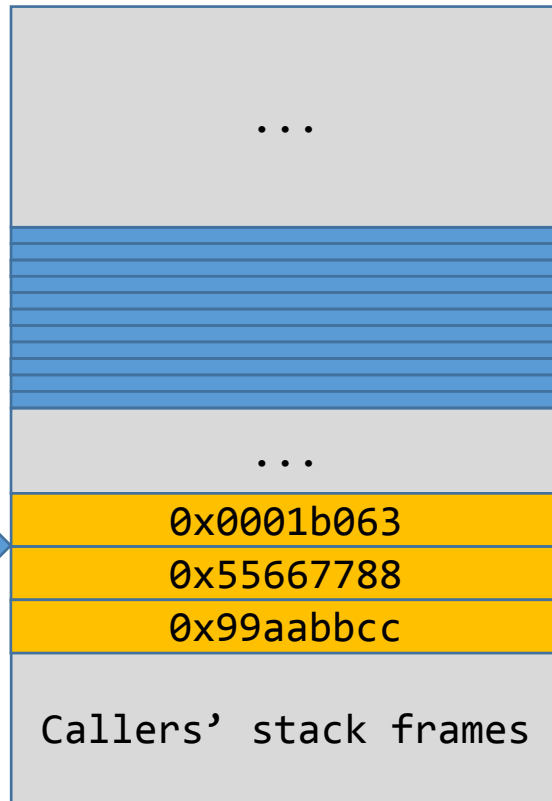 ...
...
0x0001b063
0x55667788
0x99aabbcc
Callers’ stack frames